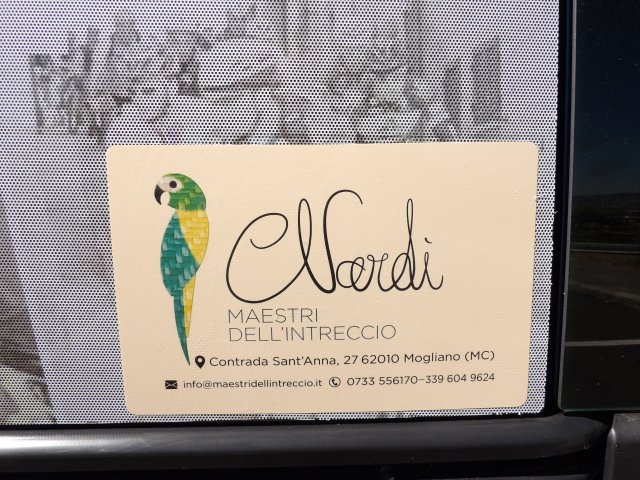 Nardi
MAESTRI
DELL'INTRECCIO
Contrada Sant'Anna, 27 62010 Mogliano (MC)
info@maestridellintreccio.it 0733 556170-339 604 9624